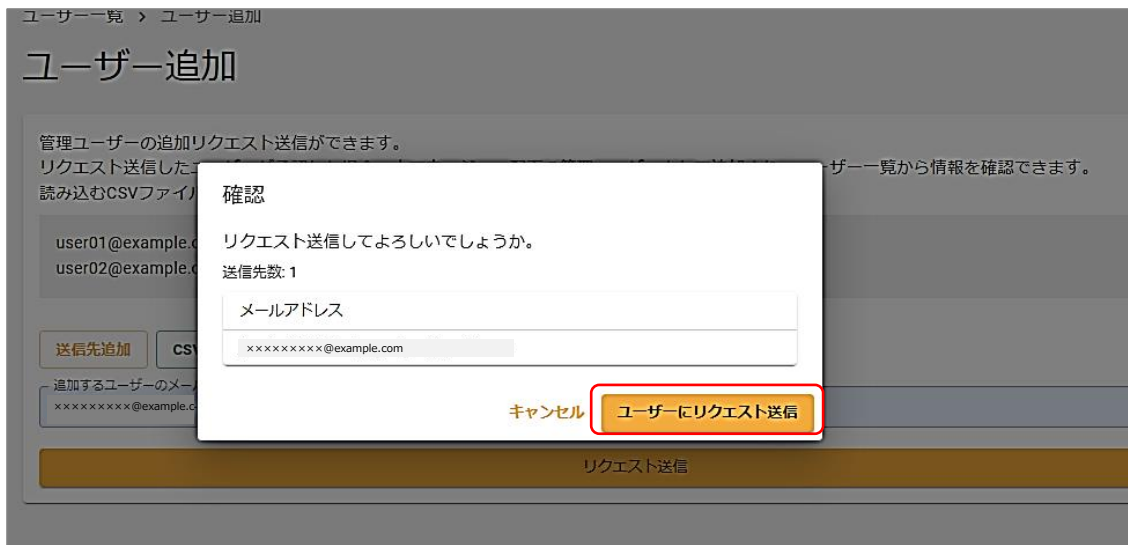 ユーザー一覧 > ユーザー追加
ユーザー追加
管理ユーザーの追加リクエスト送信ができます。
リクエスト送信した
ーザー一覧から情報を確認できます。
読み込むCSVファイル
確認
リクエスト送信してよろしいでしょうか。
送信先数: 1
user01@example.c
user02@example.c
メールアドレス
×××××××××@example.com
送信先追加
CSV
追加するユーザーのメー
×××××××××@example.c
キャンセル
ユーザーにリクエスト送信
リクエスト送信